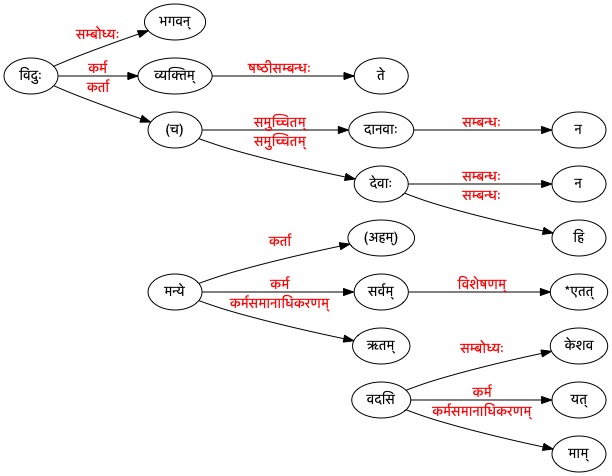 भगवन्
सम्बोध्यः
विदुः
कर्म
व्यक्तिम्
षष्ठीसम्बन्धः
ते
कर्ता
(च)
समुच्चितम्
दानवाः
सम्बन्धः
न
समुच्चितम्
देवाः
सम्बन्धः
न
सम्बन्धः
हि
कर्ता
(अहम्)
मन्ये
कर्म
सर्वम्
विशेषणम्
*एतत्
कर्मसमानाधिकरणम्
ऋतम्
सम्बोध्यः
केशव
वदसि
कर्म
यत्
कर्मसमानाधिकरणम्
माम्